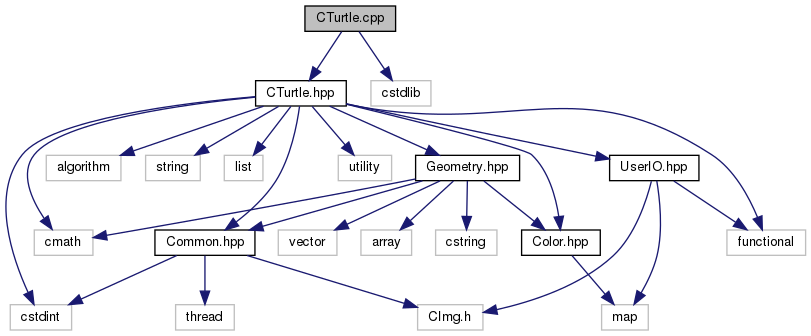 CTurtle.cpp
CTurtle.hpp
cstdlib
algorithm
string
list
utility
Geometry.hpp
UserIO.hpp
cmath
Common.hpp
vector
array
cstring
Color.hpp
functional
cstdint
thread
CImg.h
map